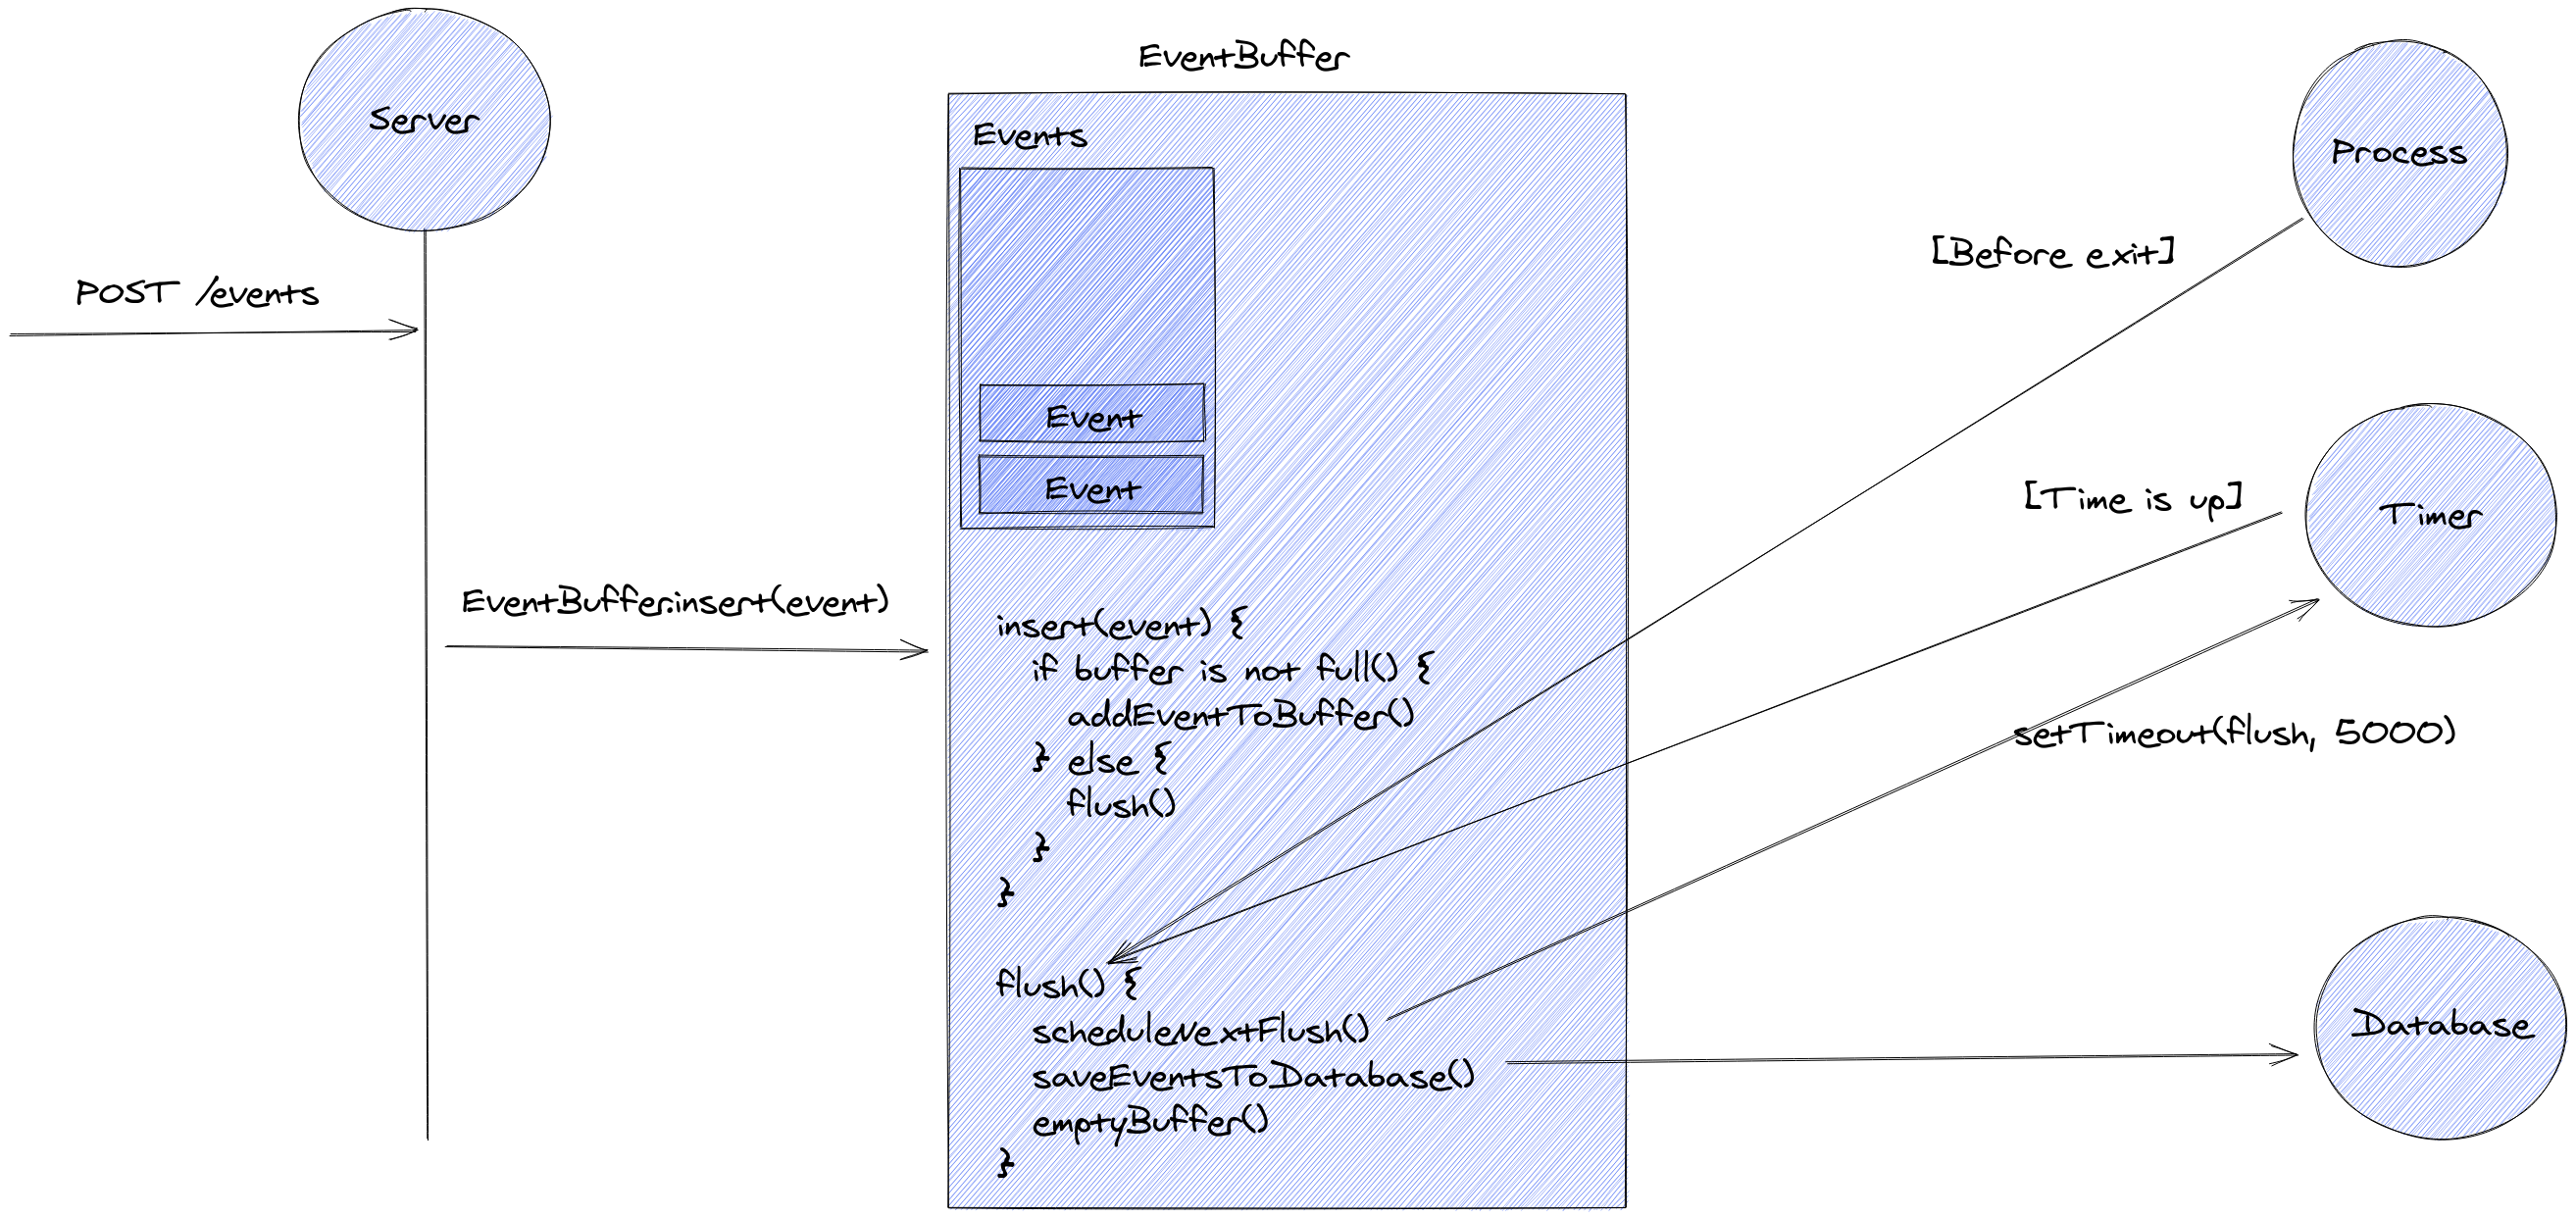 Server
POST /events
EventBuffer.insert(event)
EventBuffer
Events
Event
Event
insert(event) {
if buffer is not full() {
addEventToBuffer()
} else {
flush()
}
}
flush() {
scheduleNextFlush()
saveEventsToDatabase()
emptyBuffer()
}
Process
[Before exit]
[Time is up]
Timer
setTimeout(flush, 5000)
Database